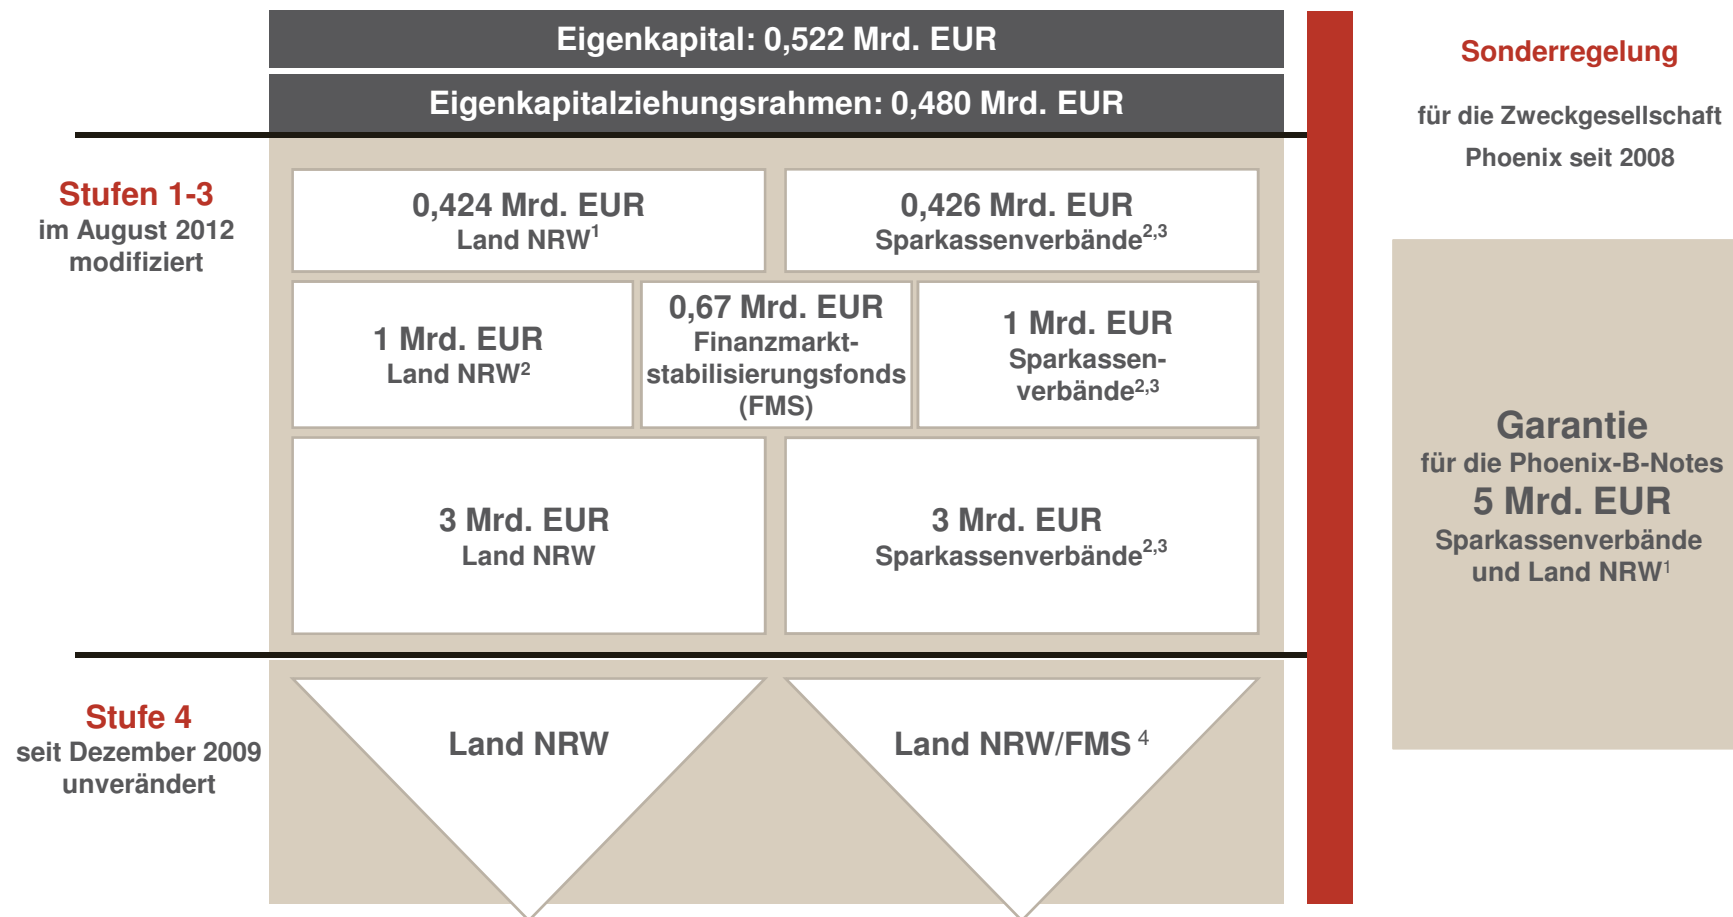 Eigenkapital: 0,522 Mrd. EUR
Eigenkapitalziehungsrahmen: 0,480 Mrd. EUR
Stufen 1-3
im August 2012
modifiziert
0,424 Mrd. EUR
Land NRW¹
0,426 Mrd. EUR
Sparkassenverbände²,³
1 Mrd. EUR
Land NRW²
0,67 Mrd. EUR
Finanzmarkt-
stabilisierungsfonds
(FMS)
1 Mrd. EUR
Sparkassen-
verbände²,³
3 Mrd. EUR
Land NRW
3 Mrd. EUR
Sparkassenverbände²,³
Stufe 4
seit Dezember 2009
unverändert
Land NRW
Land NRW/FMS ⁴
Sonderregelung
für die Zweckgesellschaft
Phoenix seit 2008
Garantie
für die Phoenix-B-Notes
5 Mrd. EUR
Sparkassenverbände
und Land NRW¹